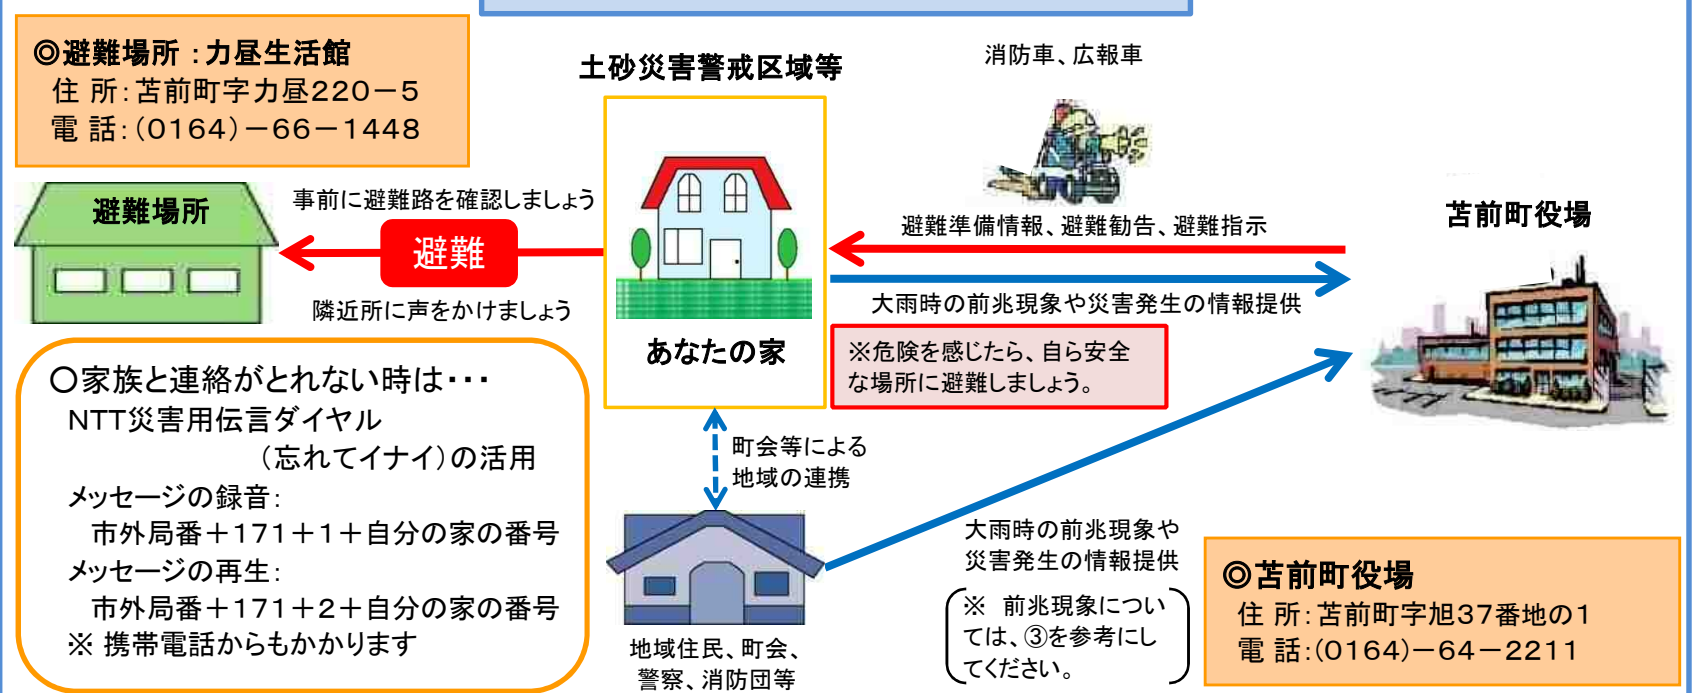 ◎避難場所：力昼生活館
住 所：苫前町字力昼２２０－５
電 話：（０１６４）－６６－１４４８
土砂災害警戒区域等
消防車、広報車
避難場所
事前に避難路を確認しましょう
避難
隣近所に声をかけましょう
あなたの家
避難準備情報、避難勧告、避難指示
大雨時の前兆現象や災害発生の情報提供
※危険を感じたら、自ら安全
な場所に避難しましょう。
苫前町役場
〇家族と連絡がとれない時は・・・
NTT災害用伝言ダイヤル
（忘れてイナイ）の活用
メッセージの録音：
市外局番＋１７１＋１＋自分の家の番号
メッセージの再生：
市外局番＋１７１＋２＋自分の家の番号
※ 携帯電話からもかかります
町会等による
地域の連携
地域住民、町会、
警察、消防団等
大雨時の前兆現象や
災害発生の情報提供
※ 前兆現象につい
ては、③を参考にし
てください。
◎苫前町役場
住 所：苫前町字旭３７番地の１
電 話：（０１６４）－６４－２２１１